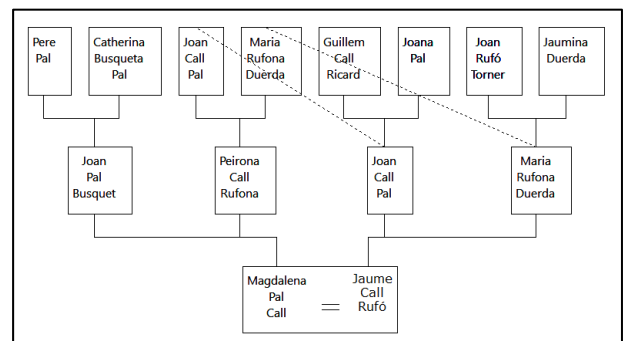 Pere
Pal
Catherina
Busqueta
Pal
Joan
Call
Pal
Maria
Rufona
Duerda
Guillem
Call
Ricard
Joana
Pal
Joan
Rufó
Torner
Jaumina
Duerda
Joan
Pal
Busquet
Peirona
Call
Rufona
Joan
Call
Pal
Maria
Rufona
Duerda
Magdalena
Pal
Call
=
Jaume
Call
Rufó